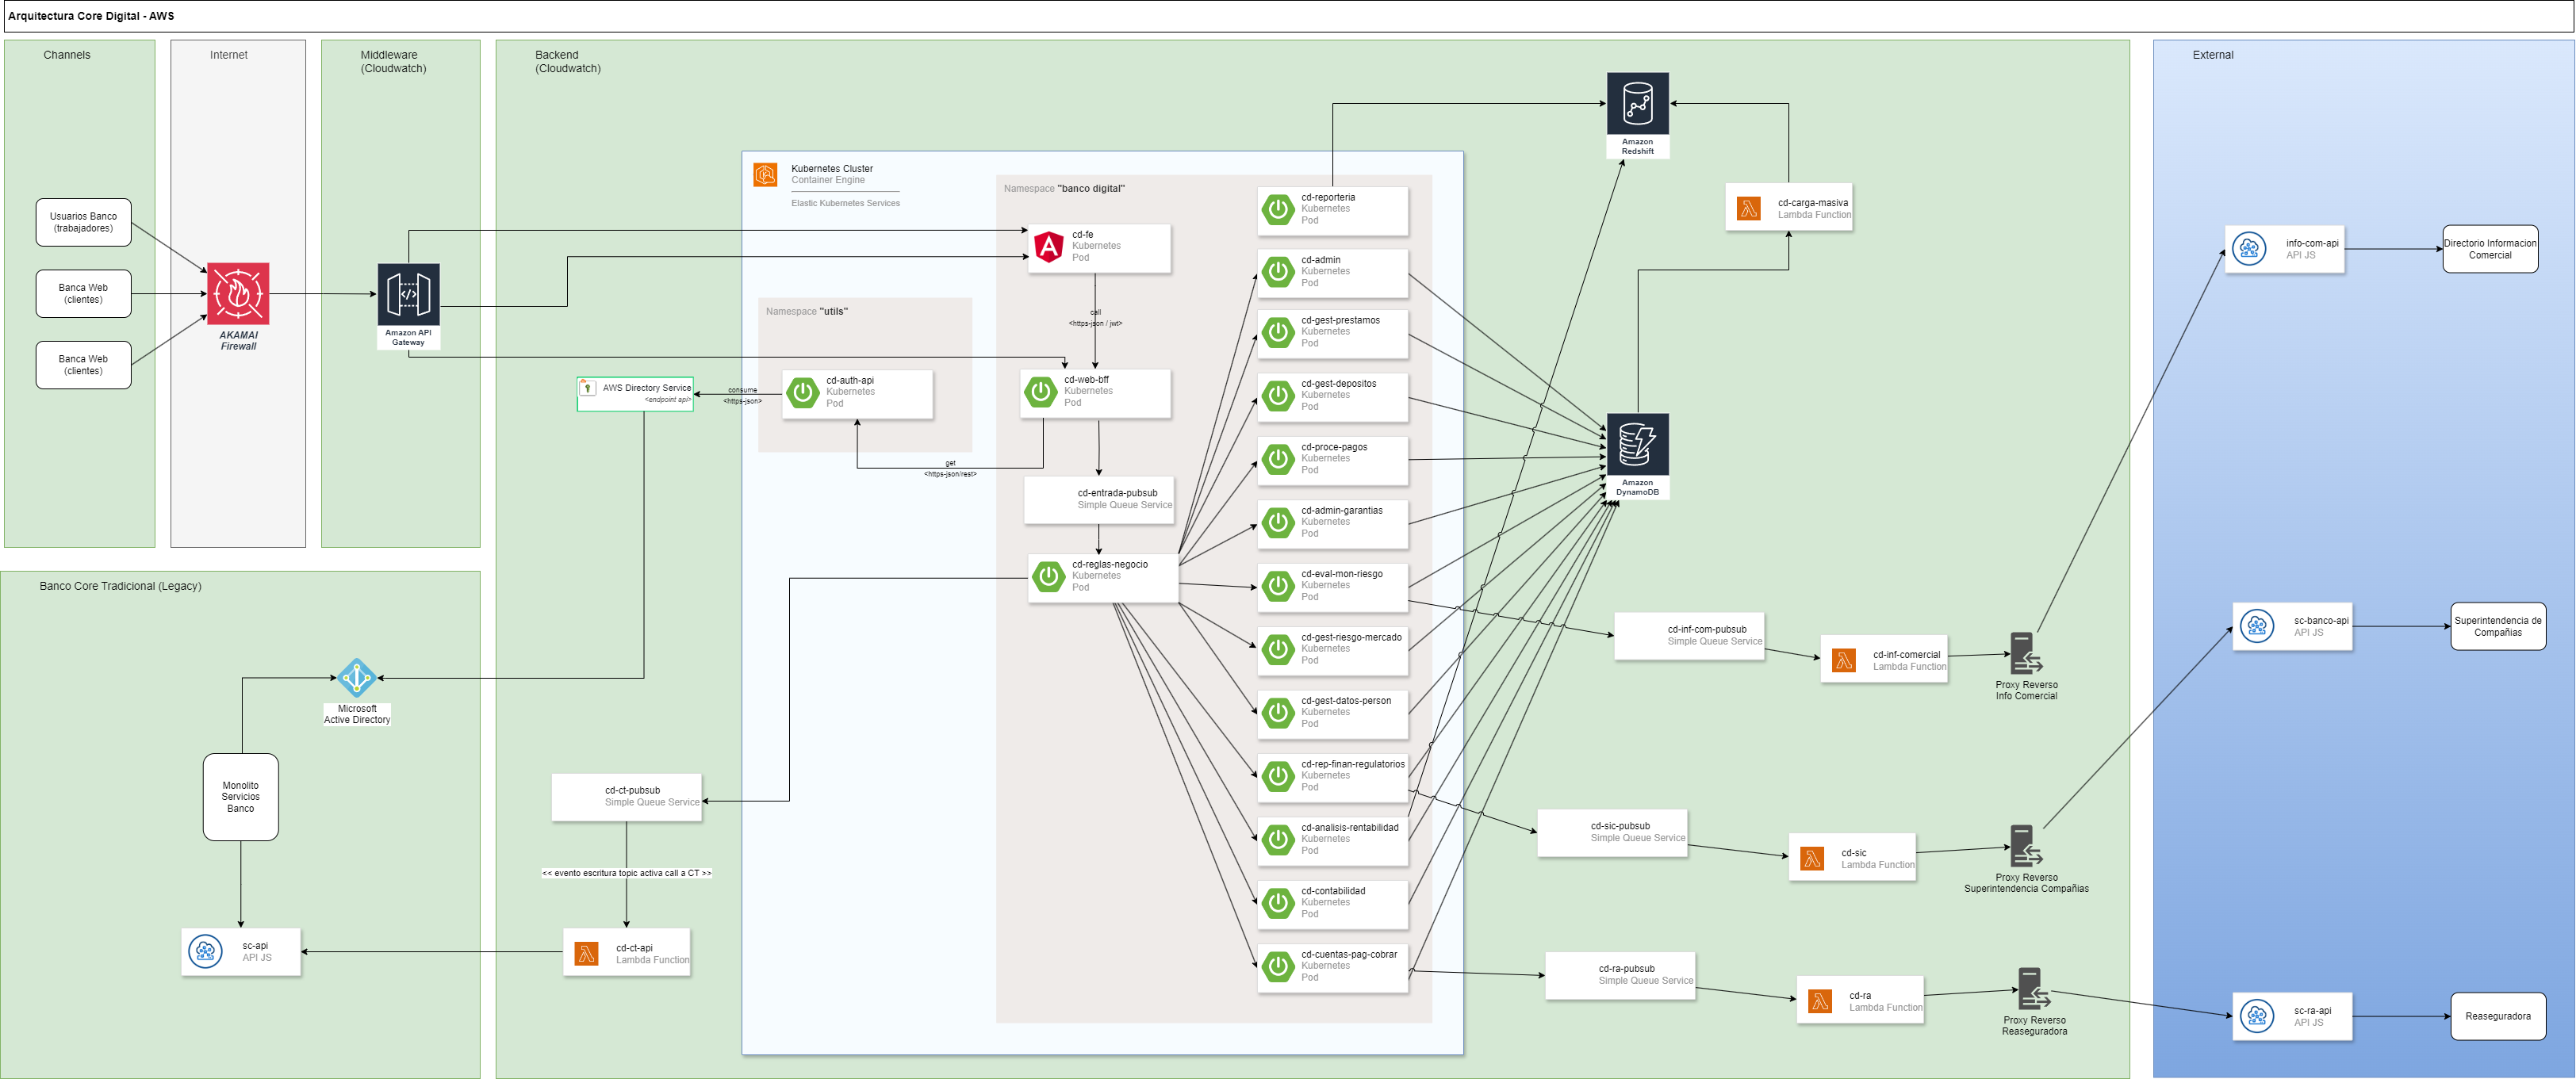 Arquitectura Core Digital - AWS
Channels
Usuarios Banco
(trabajadores)
Banca Web
(clientes)
Banca Web
(clientes)
Internet
AKAMAI
Firewall
Middleware
(Cloudwatch)
Amazon API
Gateway
Banco Core Tradicional (Legacy)
Microsoft
Active Directory
Monolito
Servicios
Banco
sc-api
API JS
Backend
(Cloudwatch)
AWS Directory Service
<endpoint api>
consume
<https-json>
cd-ct-pubsub
Simple Queue Service
<< evento escritura topic activa call a CT >>
cd-ct-api
Lambda Function
Kubernetes Cluster
Container Engine
Elastic Kubernetes Services
Namespace "utils"
cd-auth-api
Kubernetes
Pod
get
<https-json/rest>
Namespace "banco digital"
cd-fe
Kubernetes
Pod
call
<https-json / jwt>
cd-web-bff
Kubernetes
Pod
cd-entrada-pubsub
Simple Queue Service
cd-reglas-negocio
Kubernetes
Pod
cd-reporteria
Kubernetes
Pod
cd-admin
Kubernetes
Pod
cd-gest-prestamos
Kubernetes
Pod
cd-gest-depositos
Kubernetes
Pod
cd-proce-pagos
Kubernetes
Pod
cd-admin-garantias
Kubernetes
Pod
cd-eval-mon-riesgo
Kubernetes
Pod
cd-gest-riesgo-mercado
Kubernetes
Pod
cd-gest-datos-person
Kubernetes
Pod
cd-rep-finan-regulatorios
Kubernetes
Pod
cd-analisis-rentabilidad
Kubernetes
Pod
cd-contabilidad
Kubernetes
Pod
cd-cuentas-pag-cobrar
Kubernetes
Pod
Amazon
Redshift
cd-carga-masiva
Lambda Function
Amazon
DynamoDB
cd-inf-com-pubsub
Simple Queue Service
cd-inf-comercial
Lambda Function
Proxy Reverso
Info Comercial
cd-sic-pubsub
Simple Queue Service
cd-sic
Lambda Function
Proxy Reverso
Superintendencia Compañias
cd-ra-pubsub
Simple Queue Service
cd-ra
Lambda Function
Proxy Reverso
Reaseguradora
External
info-com-api
API JS
Directorio Informacion
Comercial
sc-banco-api
API JS
Superintendencia de
Compañias
sc-ra-api
API JS
Reaseguradora